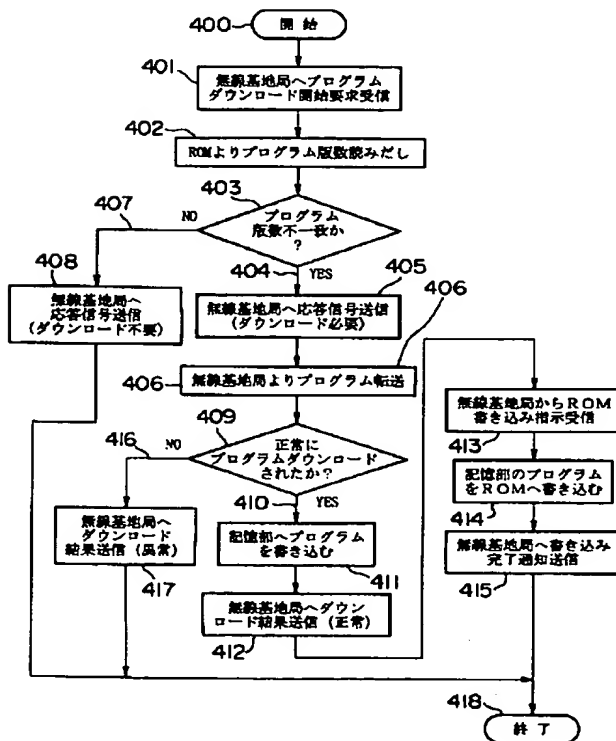 400
開始
401
無線基地局へプログラム
ダウンロード開始要求受信
402
ROMよりプログラム版数読みだし
403
プログラム
版数不一致か
?
407
NO
404
YES
408
無線基地局へ
応答信号送信
(ダウンロード不要)
405
無線基地局へ応答信号送信
(ダウンロード必要)
406
406
無線基地局よりプログラム転送
409
正常に
プログラムダウンロード
されたか?
416
NO
410
YES
無線基地局へ
ダウンロード
結果送信(異常)
417
記憶部へプログラム
を書き込む
411
無線基地局へダウン
ロード結果送信(正常)
412
無線基地局からROM
書き込み指示受信
413
記憶部のプログラム
をROMへ書き込む
414
無線基地局へ書き込み
完了通知送信
415
418
終了